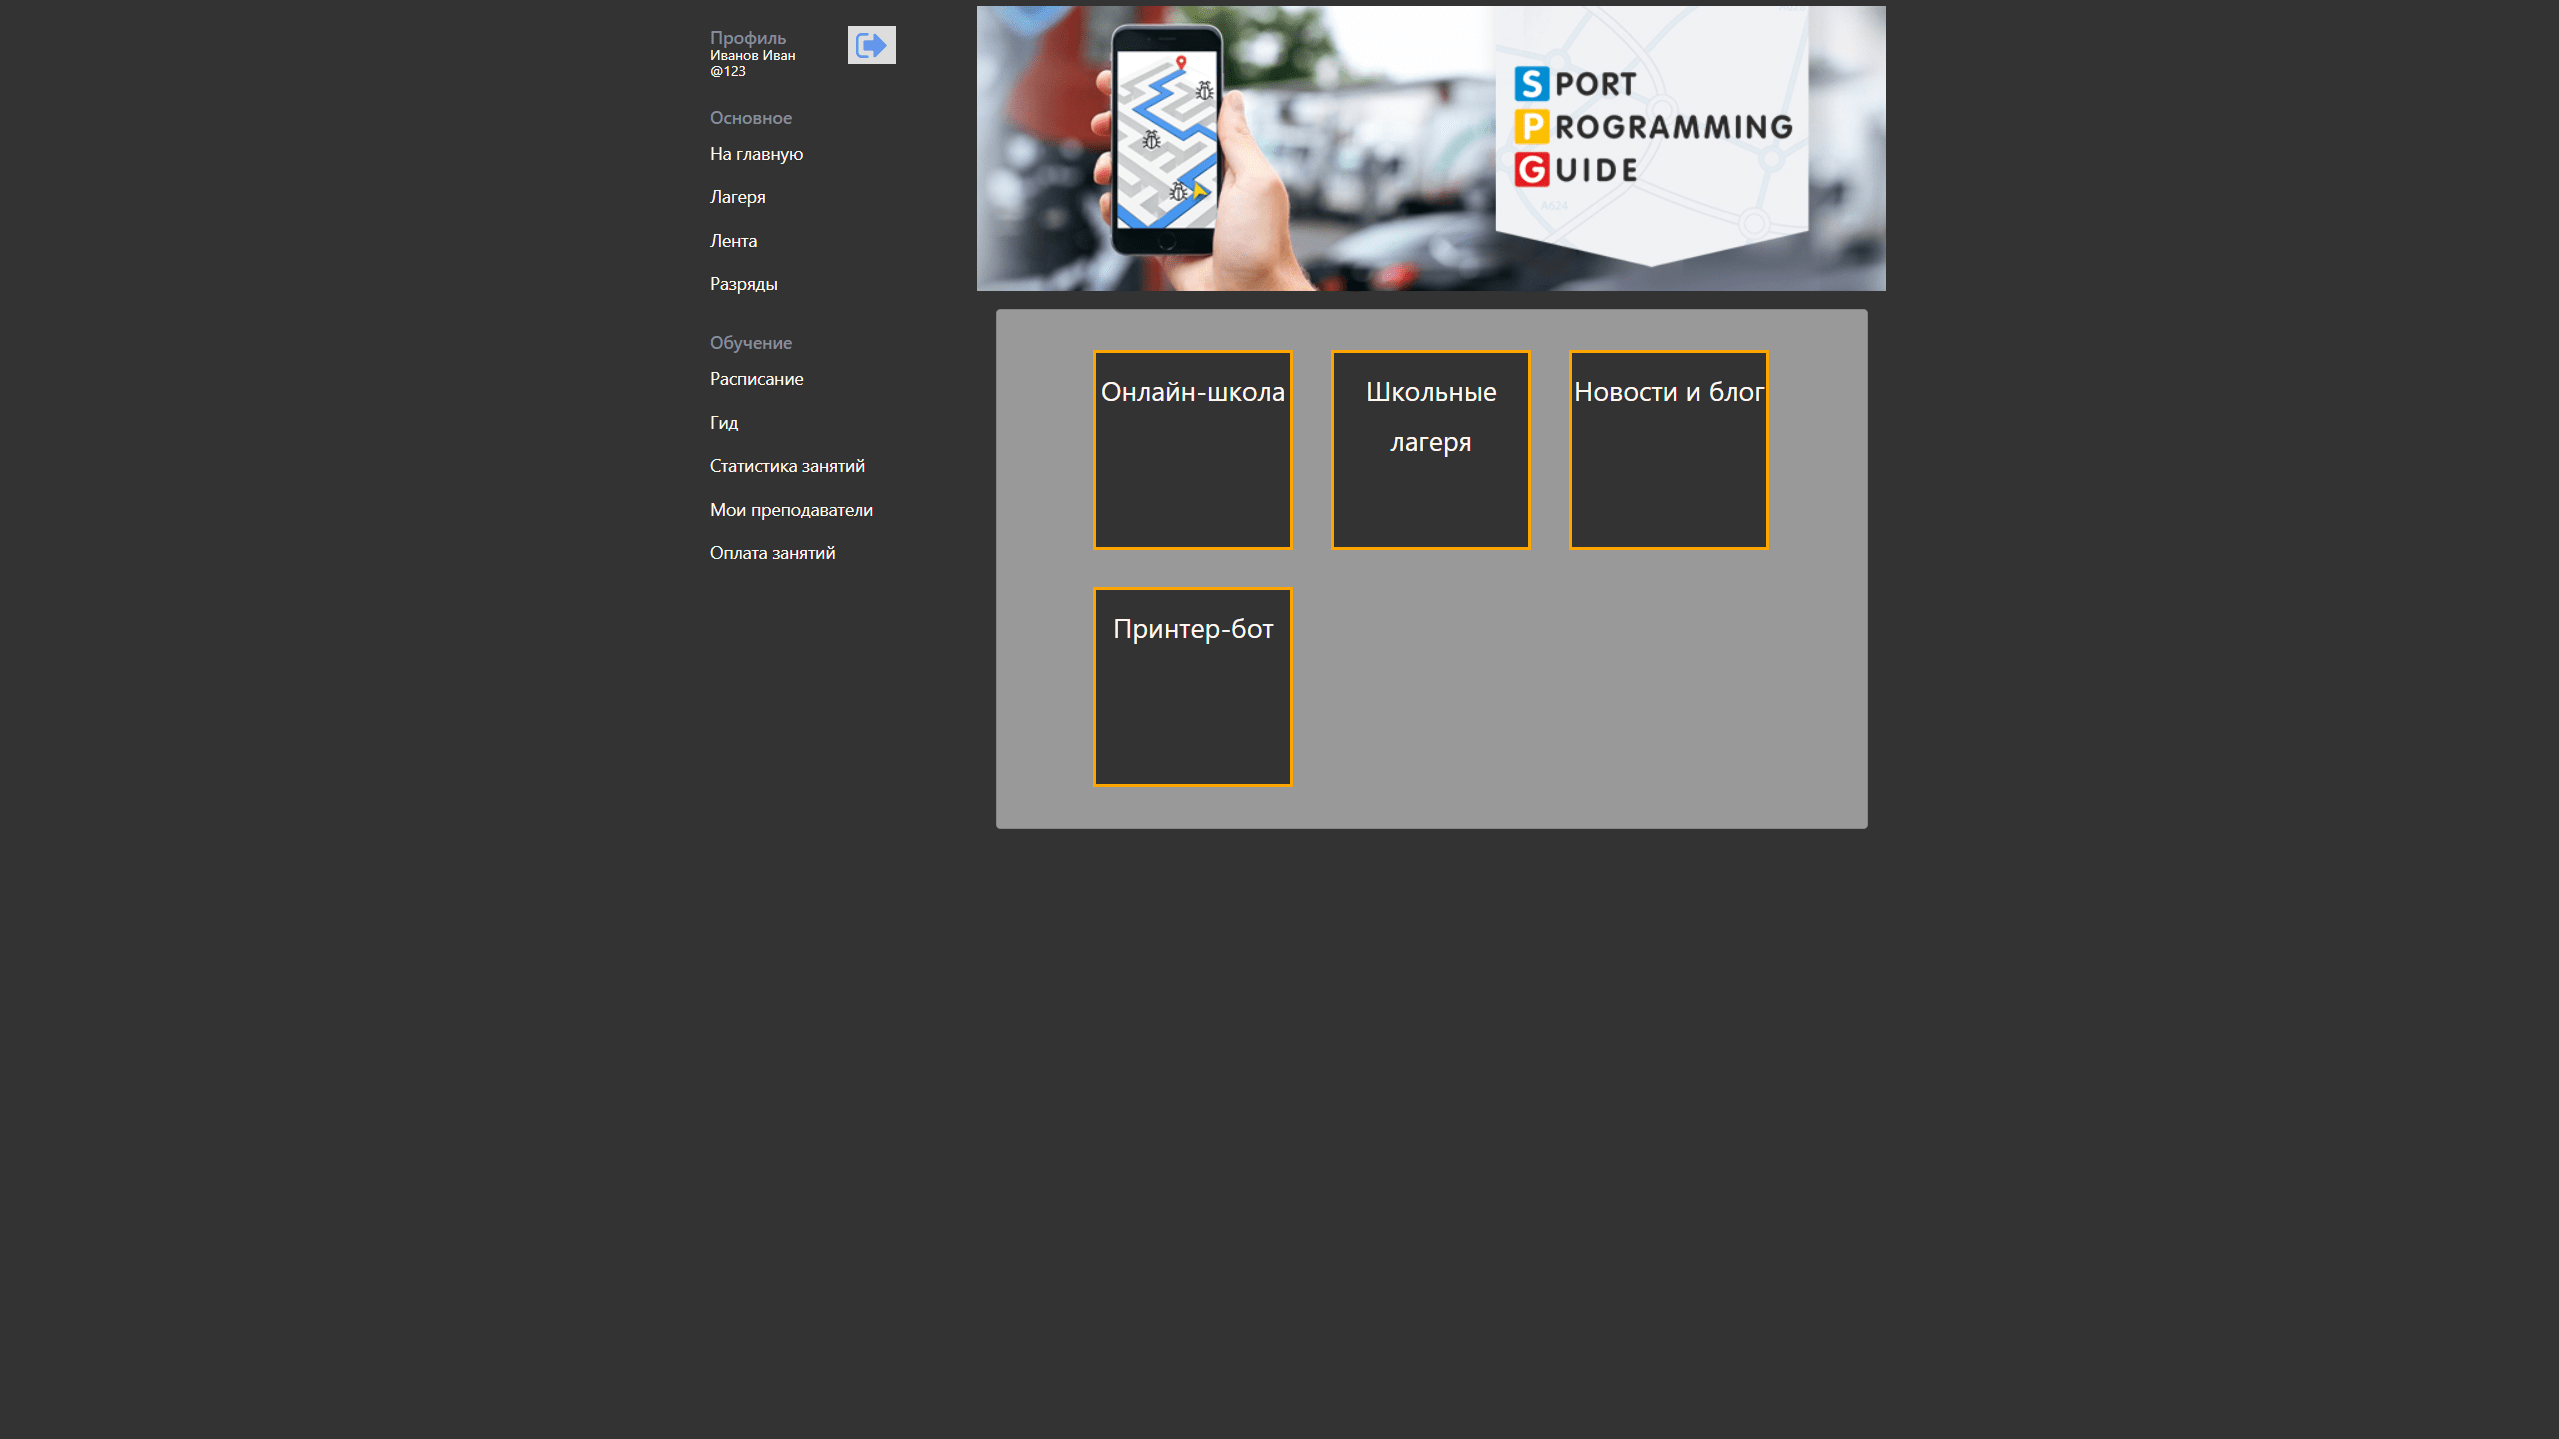 Профиль
Иванов Иван
@123
Основное
На главную
Лагеря
Лента
Разряды
Обучение
Расписание
Гид
Статистика занятий
Мои преподаватели
Оплата занятий
SPORT
PROGRAMMING
GUIDE
A624
Онлайн-школа
Школьные
лагеря
Новости и блог
Принтер-бот